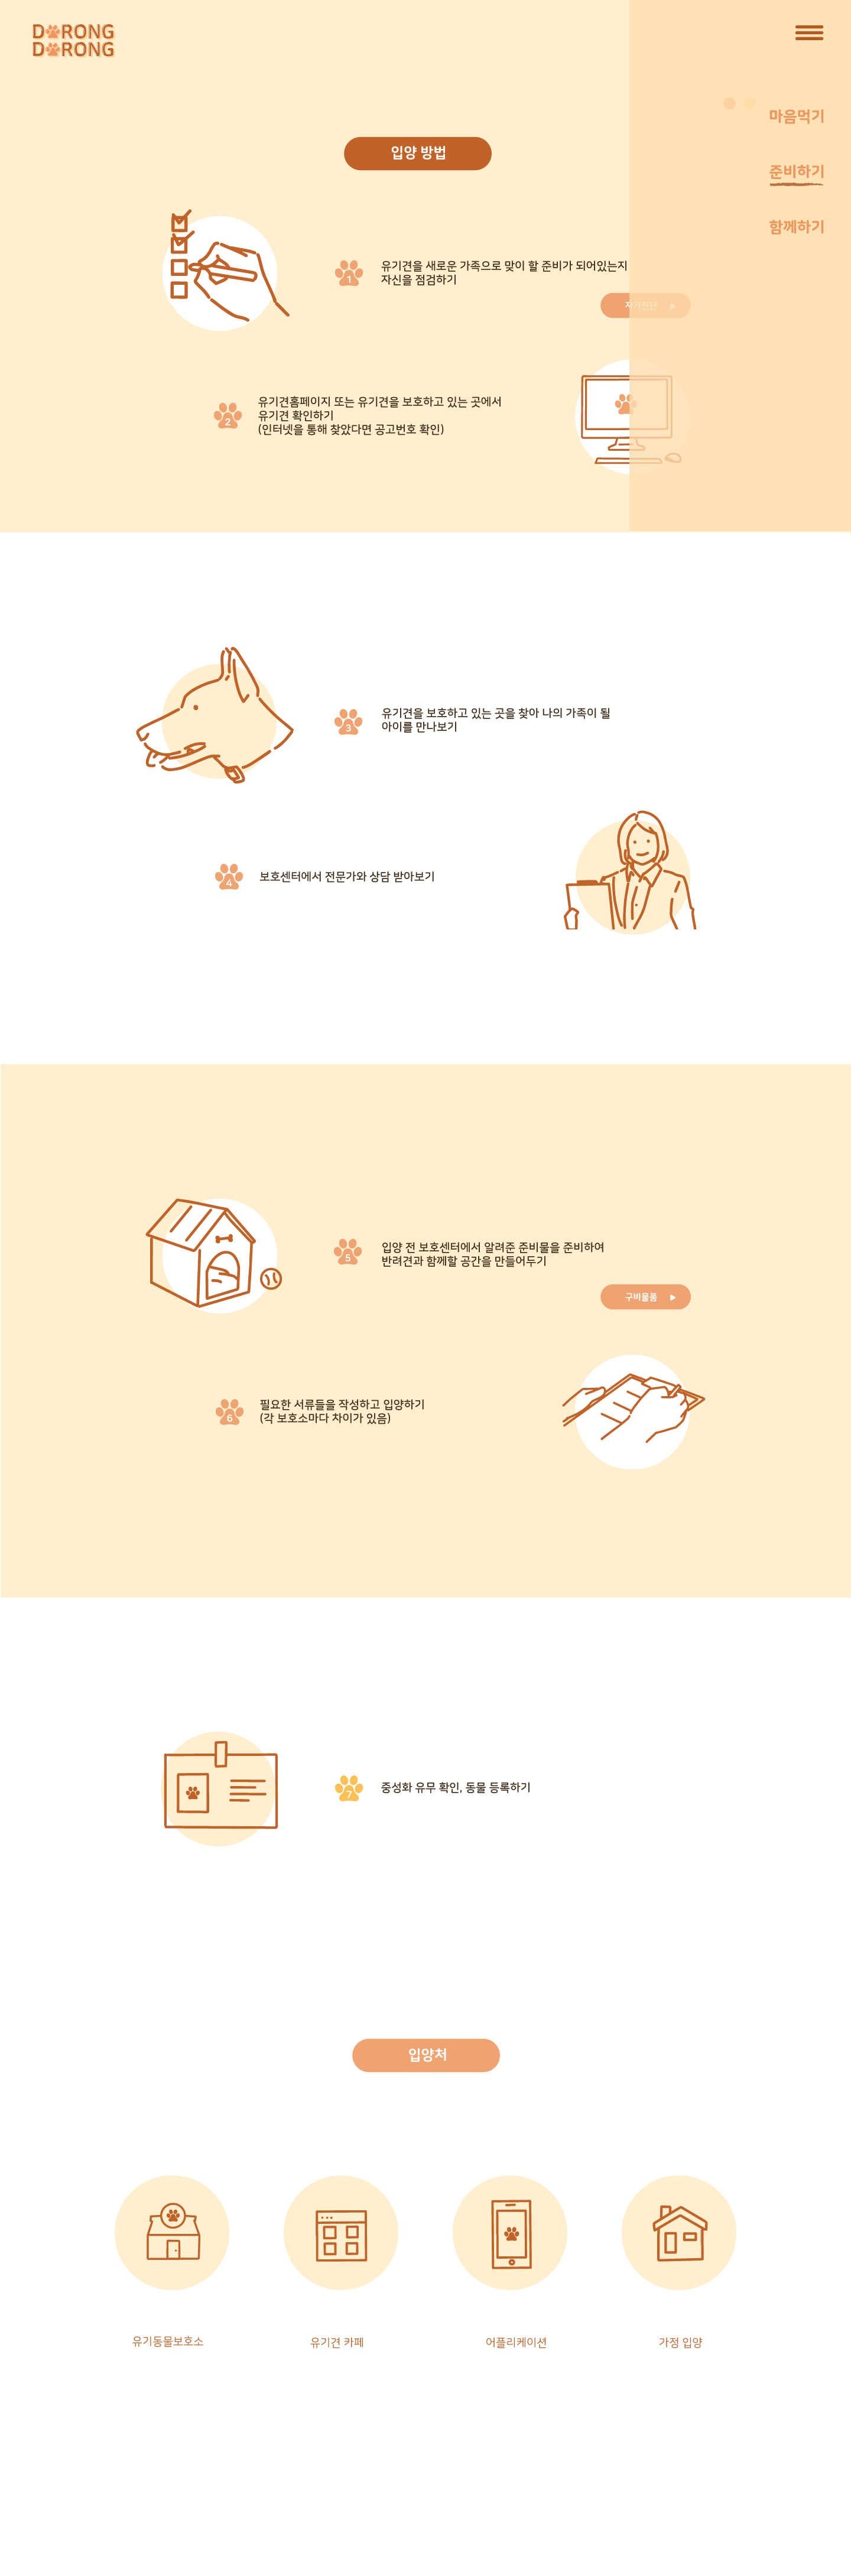 DORONG
DORONG
마음먹기
준비하기
함께하기
입양 방법
1
유기견을 새로운 가족으로 맞이 할 준비가 되어있는지
자신을 점검하기
자가진단
2
유기견홈페이지 또는 유기견을 보호하고 있는 곳에서
유기견 확인하기
(인터넷을 통해 찾았다면 공고번호 확인)
3
유기견을 보호하고 있는 곳을 찾아 나의 가족이 될
아이를 만나보기
4
보호센터에서 전문가와 상담 받아보기
5
입양 전 보호센터에서 알려준 준비물을 준비하여
반려견과 함께할 공간을 만들어두기
구비물품
6
필요한 서류들을 작성하고 입양하기
(각 보호소마다 차이가 있음)
7
중성화 유무 확인, 동물 등록하기
입양처
유기동물보호소
유기견 카페
어플리케이션
가정 입양